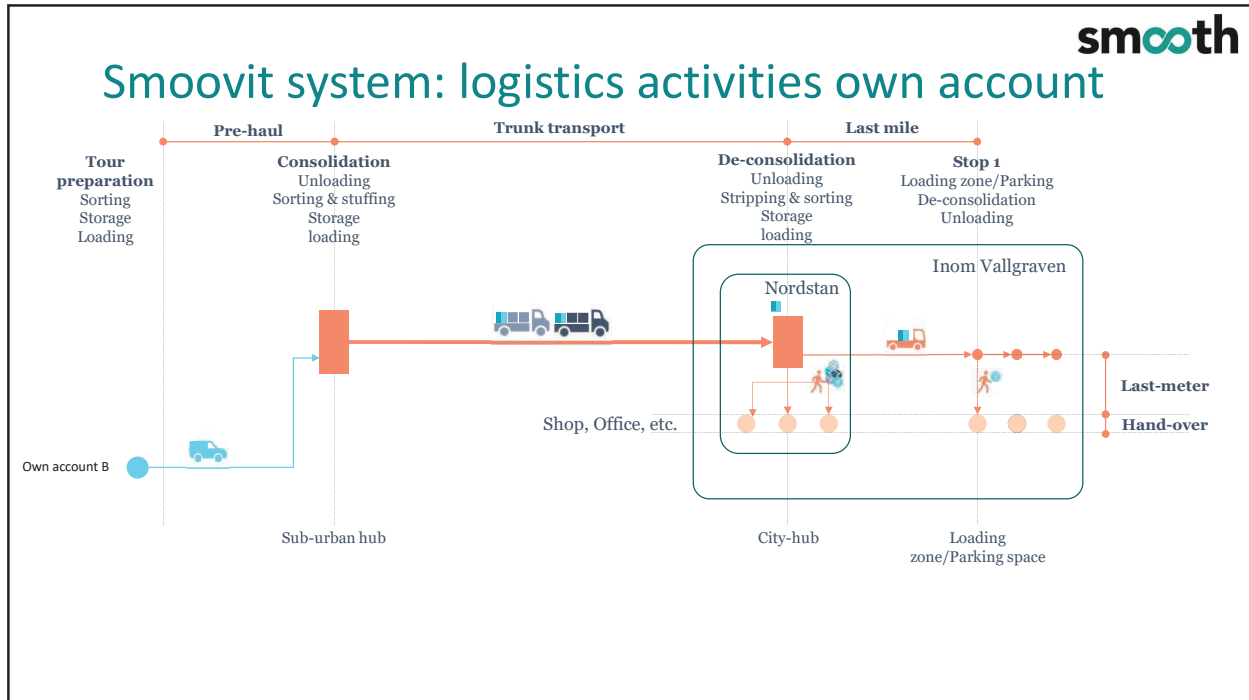 smooth
Smoovit system: logistics activities own account
Pre-haul
Trunk transport
Last mile
Tour
preparation
Sorting
Storage
Loading
Consolidation
Unloading
Sorting & stuffing
Storage
loading
De-consolidation
Unloading
Stripping & sorting
Storage
loading
Stop 1
Loading zone/Parking
De-consolidation
Unloading
Inom Vallgraven
Nordstan
Last-meter
Shop, Office, etc.
Hand-over
Own account B
Sub-urban hub
City-hub
Loading
zone/Parking space